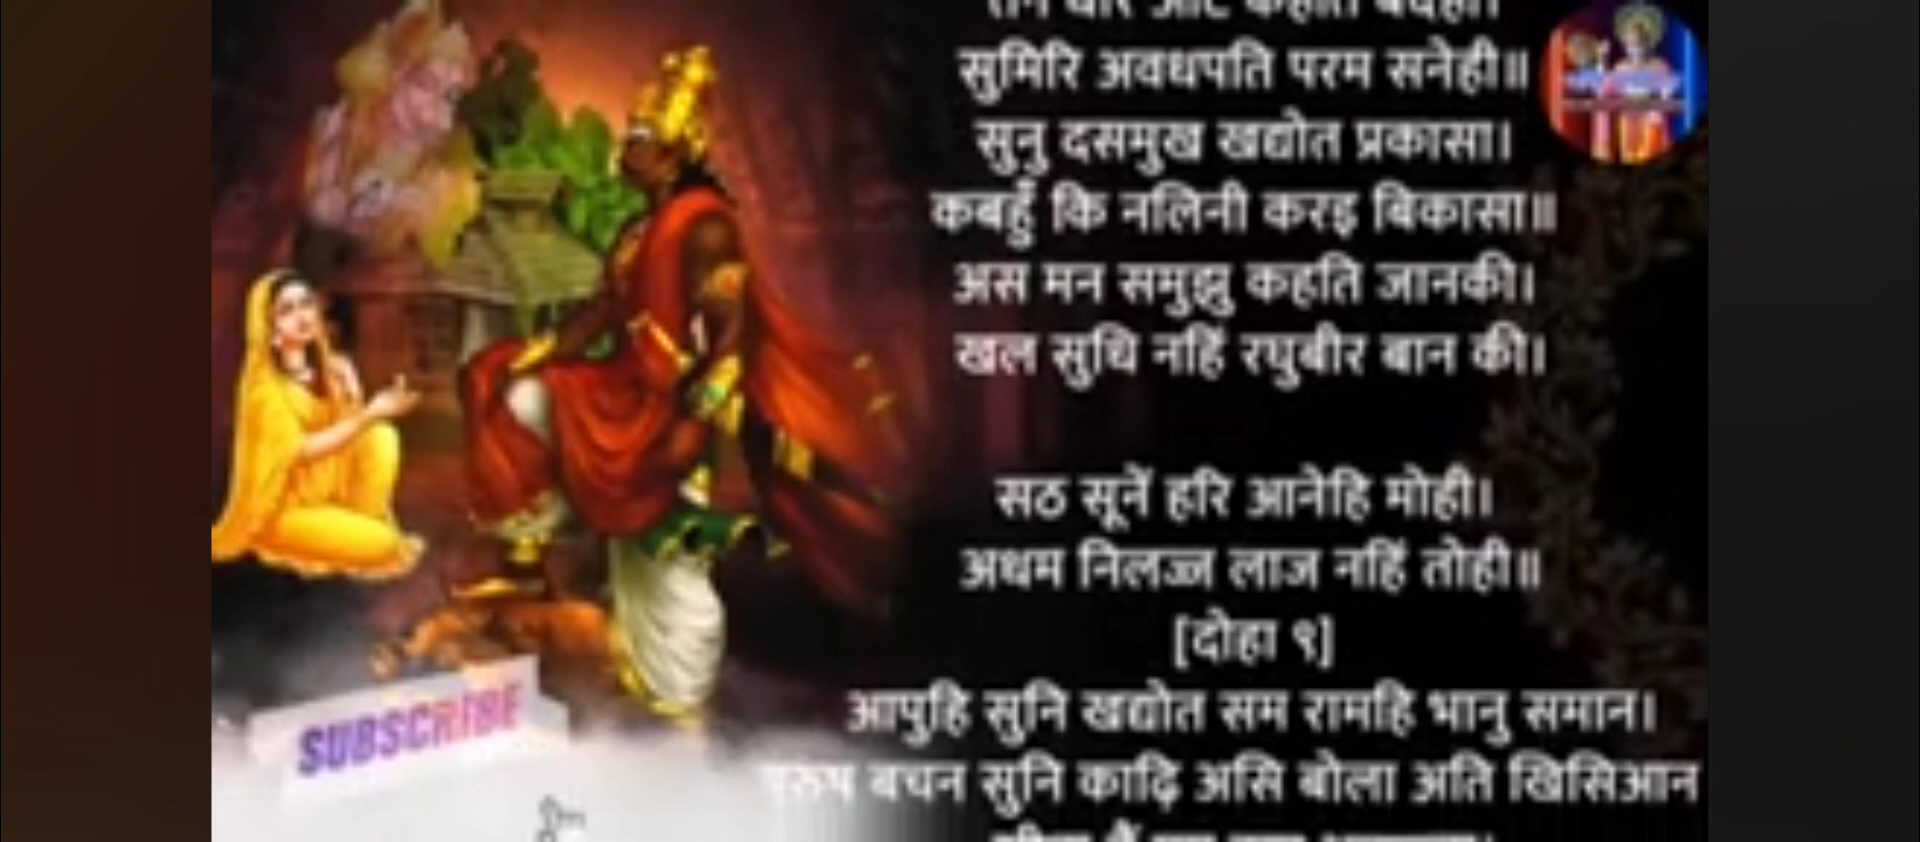 सुमिरि अवधपति परम सनेही॥
सुनु दसमुख खद्योत प्रकासा।
कबहुँ कि नलिनी करइ बिकासा॥
अस मन समुझु कहति जानकी।
खल सुधि नहिं रघुबीर बान की।
सठ सूनें हरि आनेहि मोही।
अधम निलज्ज लाज नहिं तोही॥
[दोहा ९]
आपुहि सुनि खद्योत सम रामहि भानु समान।
परुष बचन सुनि काढ़ि असि बोला अति खिसिआन
SUBSCRIBE